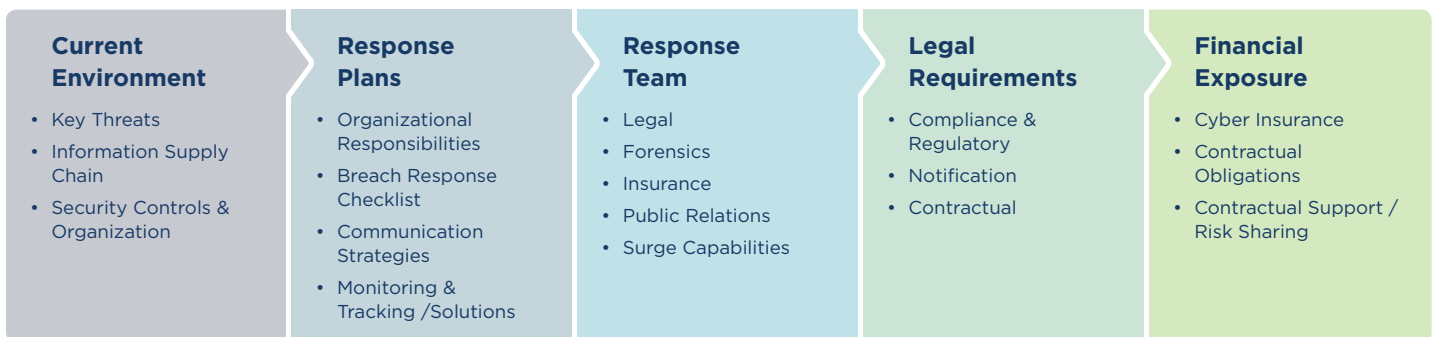 Current
Environment
• Key Threats
• Information Supply
Chain
• Security Controls &
Organization
Response
Plans
• Organizational
Responsibilities
• Breach Response
Checklist
• Communication
Strategies
• Monitoring &
Tracking /Solutions
Response
Team
• Legal
• Forensics
• Insurance
• Public Relations
• Surge Capabilities
Legal
Requirements
• Compliance &
Regulatory
• Notification
• Contractual
Financial
Exposure
• Cyber Insurance
• Contractual
Obligations
• Contractual Support /
Risk Sharing